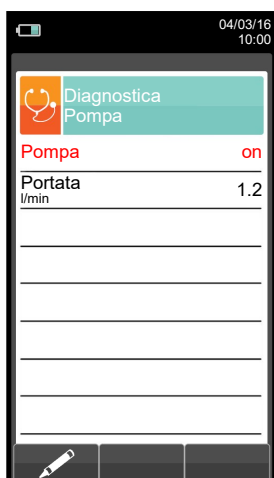 04/03/16
10:00
Diagnostica
Pompa
Pompa on
Portata 1.2
l/min